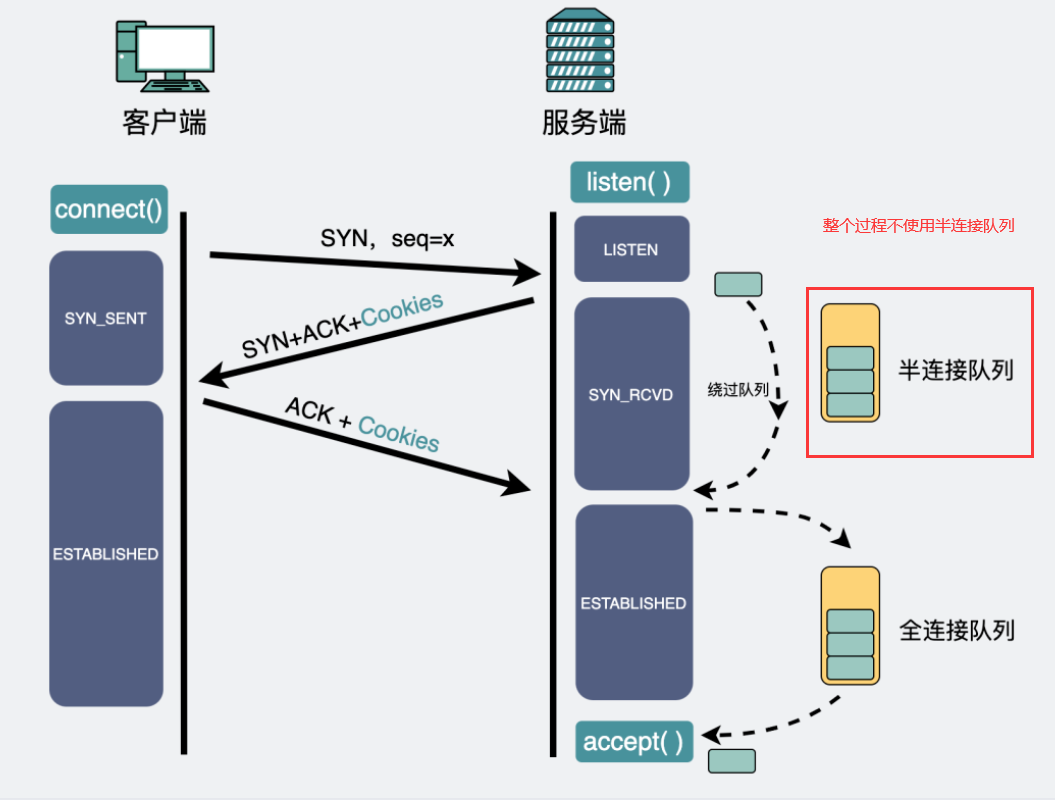 客户端
服务端
connect()
listen( )
SYN，seq=x
LISTEN
整个过程不使用半连接队列
SYN_SENT
SYN+ACK+Cookies
SYN_RCVD
绕过队列
半连接队列
ACK + Cookies
ESTABLISHED
ESTABLISHED
全连接队列
accept( )